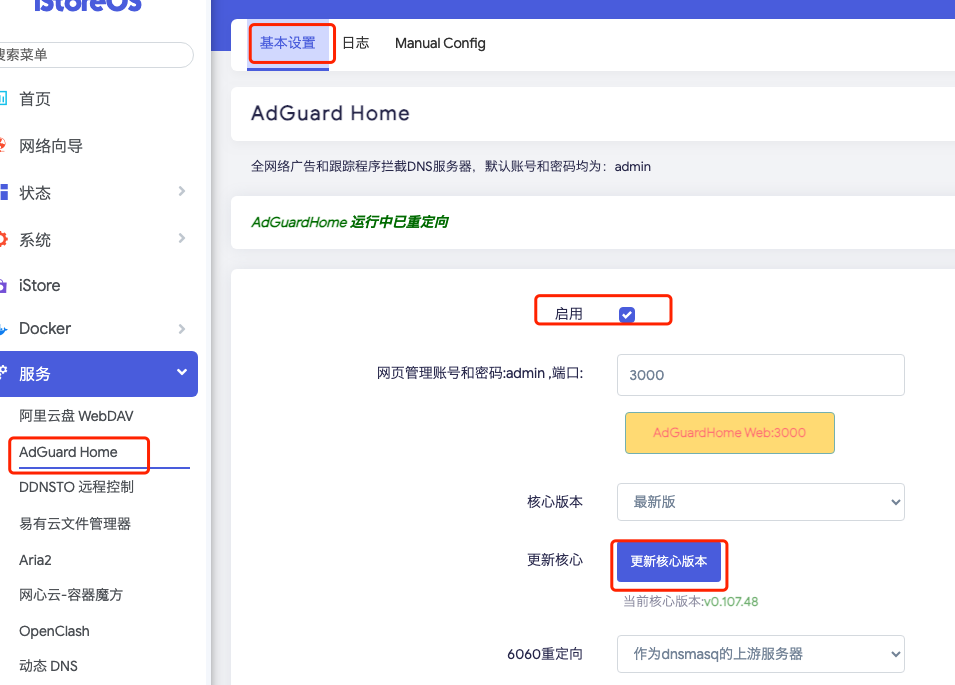 iStoreOS
搜索菜单
首页
网络向导
状态
系统
iStore
Docker
服务
阿里云盘 WebDAV
AdGuard Home
DDNSTO 远程控制
易有云文件管理器
Aria2
网心云-容器魔方
OpenClash
动态 DNS
基本设置 日志 Manual Config
AdGuard Home
全网络广告和跟踪程序拦截DNS服务器，默认账号和密码均为：admin
AdGuardHome 运行中已重定向
启用
网页管理账号和密码:admin ,端口: 3000
AdGuardHome Web:3000
核心版本 最新版
更新核心 更新核心版本
当前核心版本:v0.107.48
6060重定向 作为dnsmasq的上游服务器